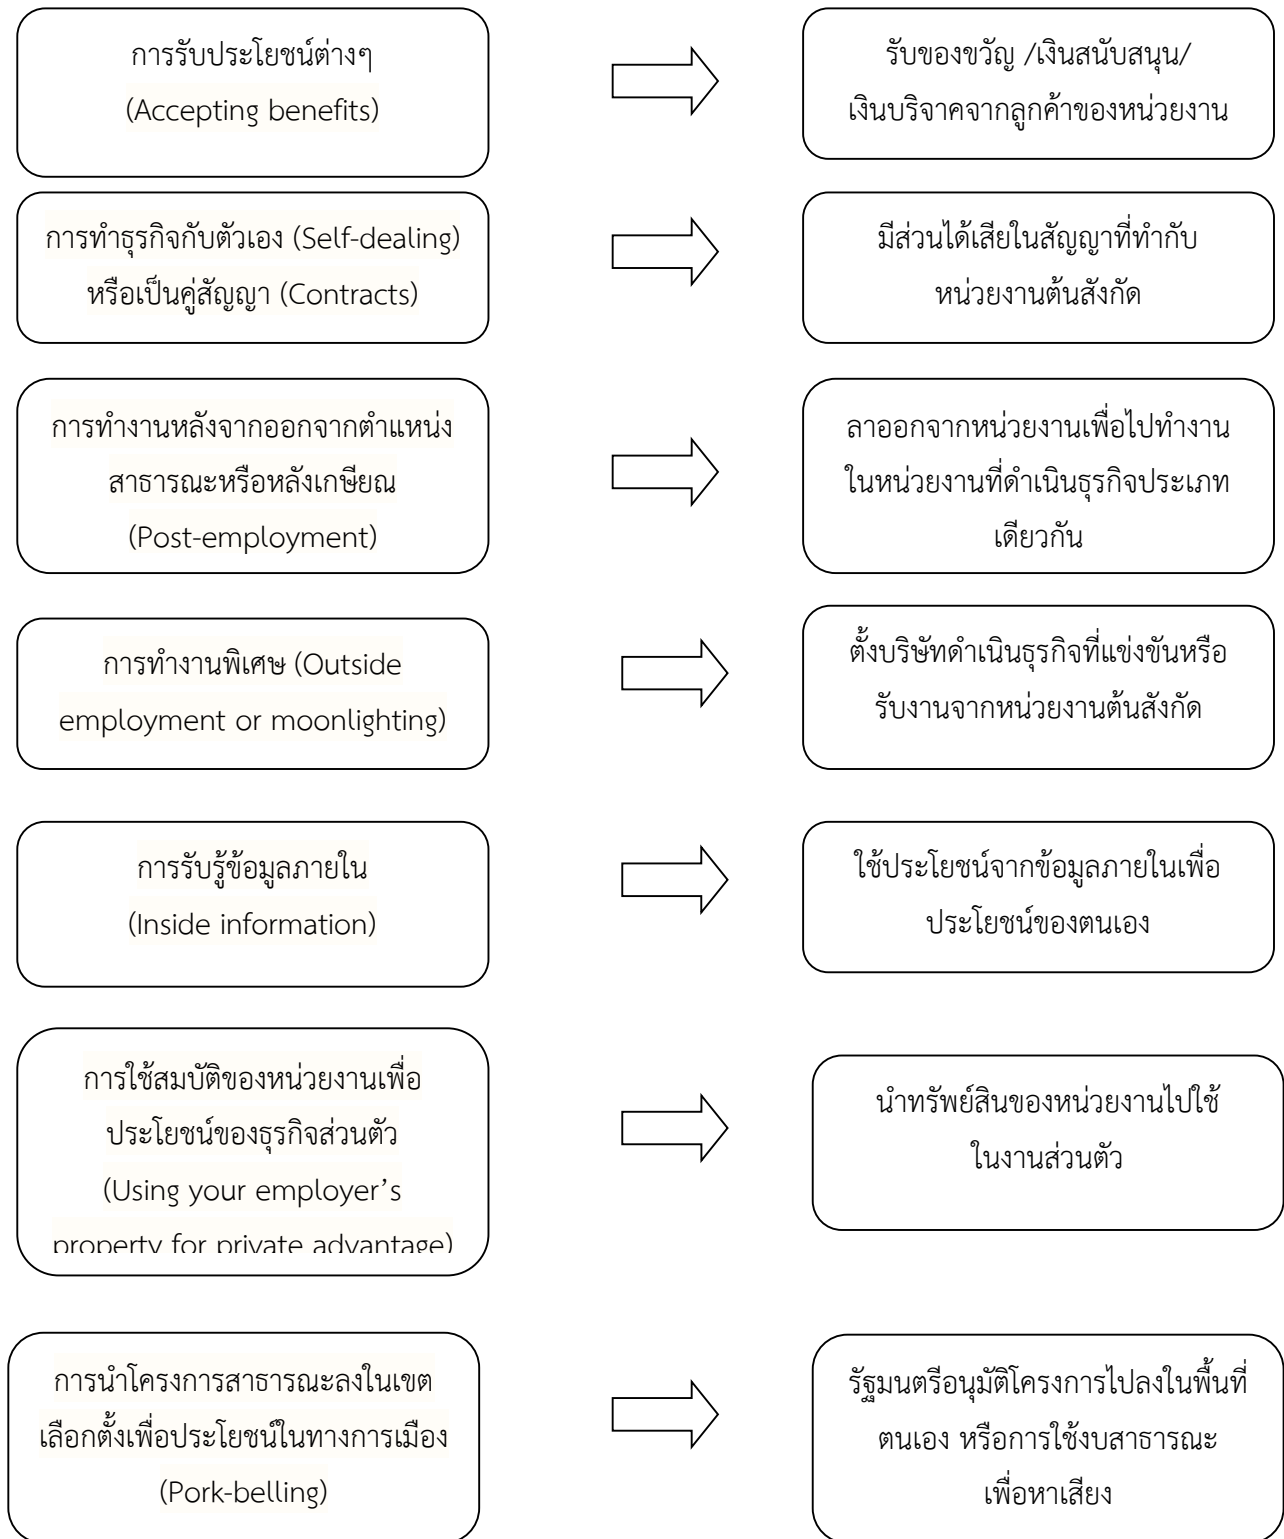 การรับประโยชน์ต่างๆ
(Accepting benefits)
รับของขวัญ /เงินสนับสนุน/
เงินบริจาคจากลูกค้าของหน่วยงาน
การทำธุรกิจกับตัวเอง (Self-dealing)
หรือเป็นคู่สัญญา (Contracts)
มีส่วนได้เสียในสัญญาที่ทำกับ
หน่วยงานต้นสังกัด
การทำงานหลังจากออกจากตำแหน่ง
สาธารณะหรือหลังเกษียณ
(Post-employment)
ลาออกจากหน่วยงานเพื่อไปทำงาน
ในหน่วยงานที่ดำเนินธุรกิจประเภท
เดียวกัน
การทำงานพิเศษ (Outside
employment or moonlighting)
ตั้งบริษัทดำเนินธุรกิจที่แข่งขันหรือ
รับงานจากหน่วยงานต้นสังกัด
การรับรู้ข้อมูลภายใน
(Inside information)
ใช้ประโยชน์จากข้อมูลภายในเพื่อ
ประโยชน์ของตนเอง
การใช้สมบัติของหน่วยงานเพื่อ
ประโยชน์ของธุรกิจส่วนตัว
(Using your employer’s
property for private advantage)
นำทรัพย์สินของหน่วยงานไปใช้
ในงานส่วนตัว
การนำโครงการสาธารณะลงในเขต
เลือกตั้งเพื่อประโยชน์ในทางการเมือง
(Pork-belling)
รัฐมนตรีอนุมัติโครงการไปลงในพื้นที่
ตนเอง หรือการใช้งบสาธารณะ
เพื่อหาเสียง